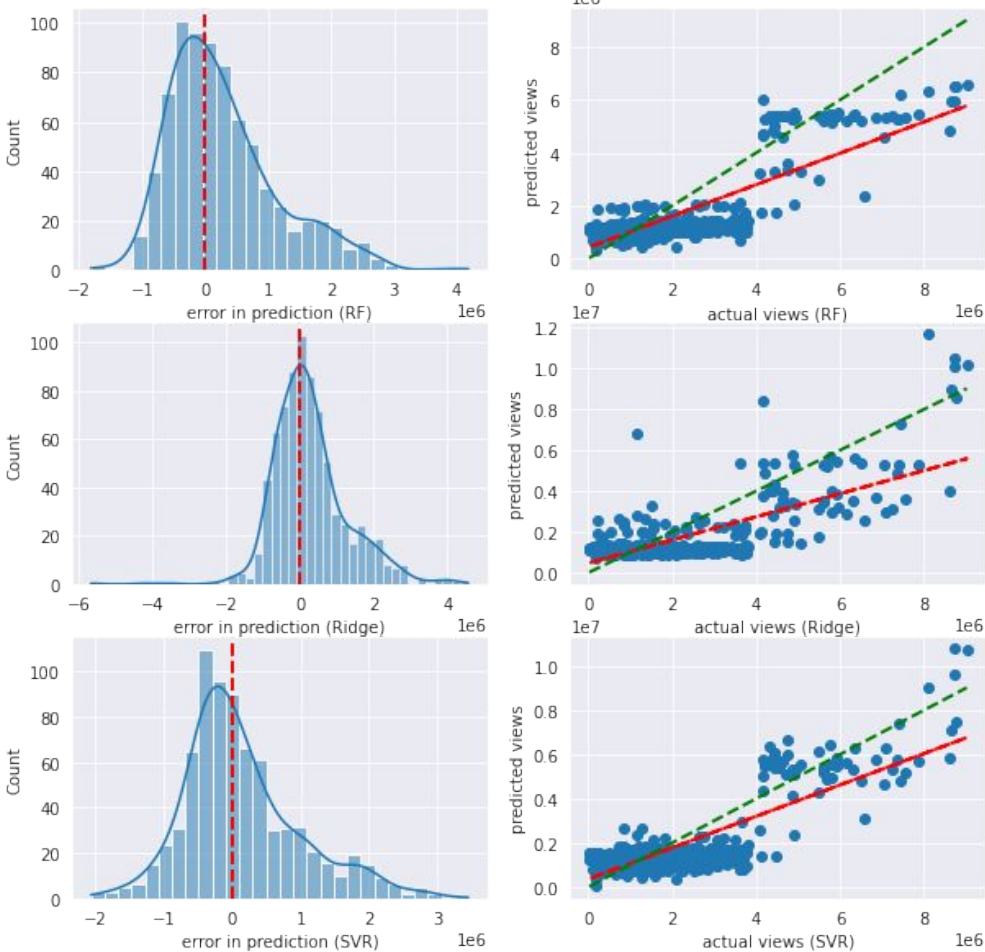 100
80
60
40
20
0
Count
−2 −1 0 1 2 3 4
1e6
error in prediction (RF)
8
6
4
2
0
predicted views
0 2 4 6 8
1e6
actual views (RF)
100
80
60
40
20
0
Count
−6 −4 −2 0 2 4
1e6
error in prediction (Ridge)
1e7
1.2
1.0
0.8
0.6
0.4
0.2
0.0
predicted views
0 2 4 6 8
1e6
actual views (Ridge)
100
80
60
40
20
0
Count
−2 −1 0 1 2 3
1e6
error in prediction (SVR)
1e7
1.0
0.8
0.6
0.4
0.2
0.0
predicted views
0 2 4 6 8
1e6
actual views (SVR)